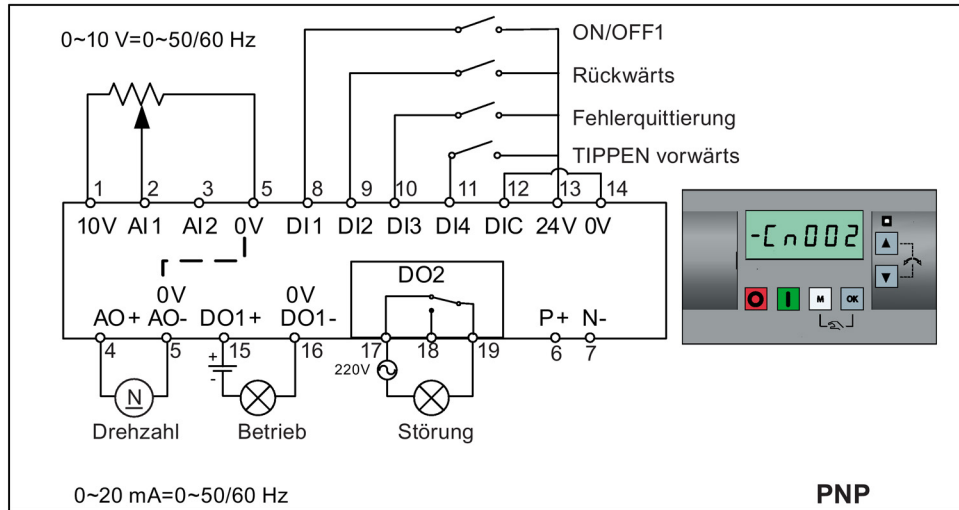 0~10 V=0~50/60 Hz
ON/OFF1
Rückwärts
Fehlerquittierung
TIPPEN vorwärts
1 2 3 5 8 9 10 11 12 13 14
10V AI1 AI2 0V DI1 DI2 DI3 DI4 DIC 24V 0V
-Cn002
M OK
DO2
0V 0V
AO+ AO- DO1+ DO1- P+ N-
4 5 15 16 17 18 19 6 7
+
-
220V
N
Drehzahl Betrieb Störung
0~20 mA=0~50/60 Hz
PNP